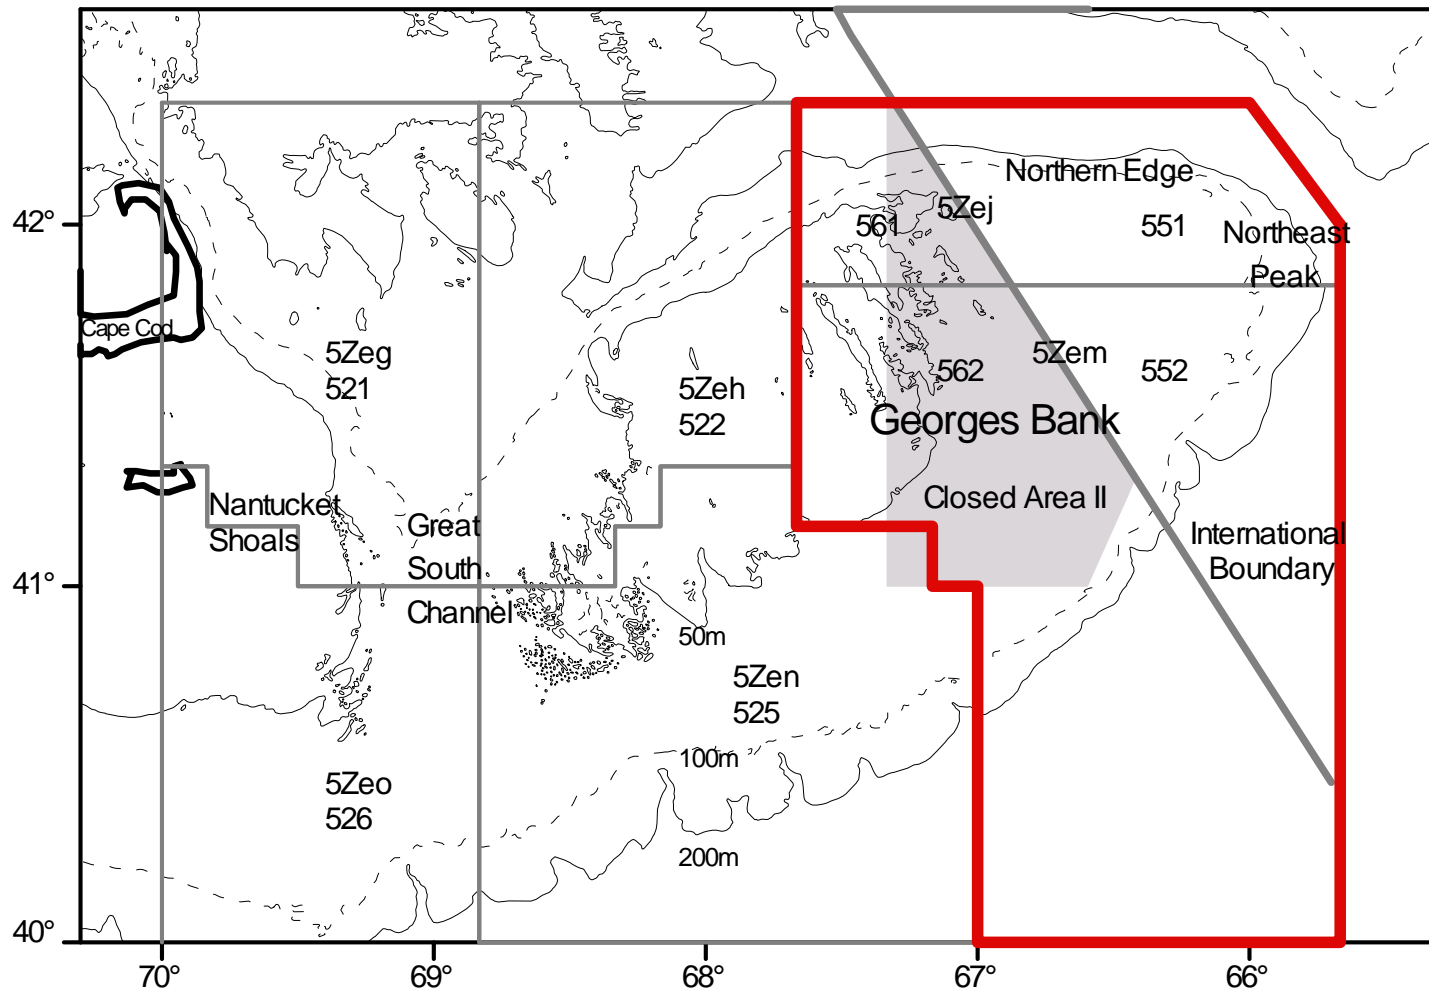 Northern Edge
42°
561
5Zej
551
Northeast
Peak
Cape Cod
5Zeg
521
5Zeh
522
5Zem
562
552
Georges Bank
Closed Area II
Nantucket
Shoals
Great
South
Channel
International
Boundary
41°
50m
5Zen
525
100m
5Zeo
526
200m
40°
70°
69°
68°
67°
66°